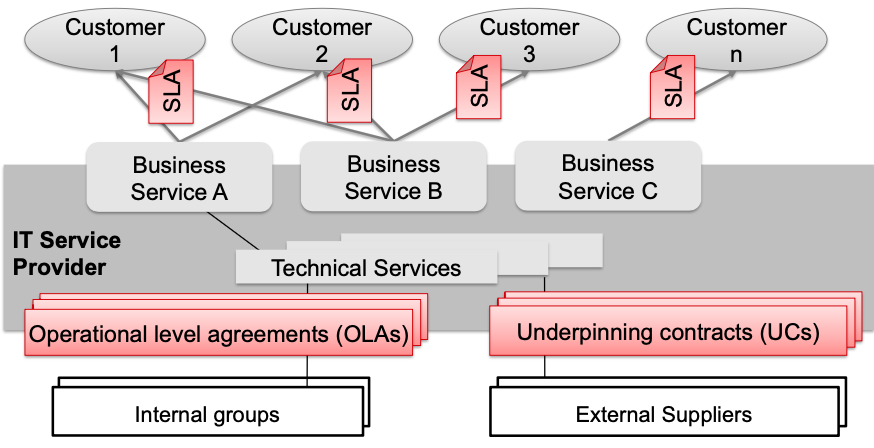 Customer
1
Customer
2
Customer
3
Customer
n
SLA
SLA
SLA
SLA
Business
Service A
Business
Service B
Business
Service C
IT Service
Provider
Technical Services
Operational level agreements (OLAs)
Underpinning contracts (UCs)
Internal groups
External Suppliers